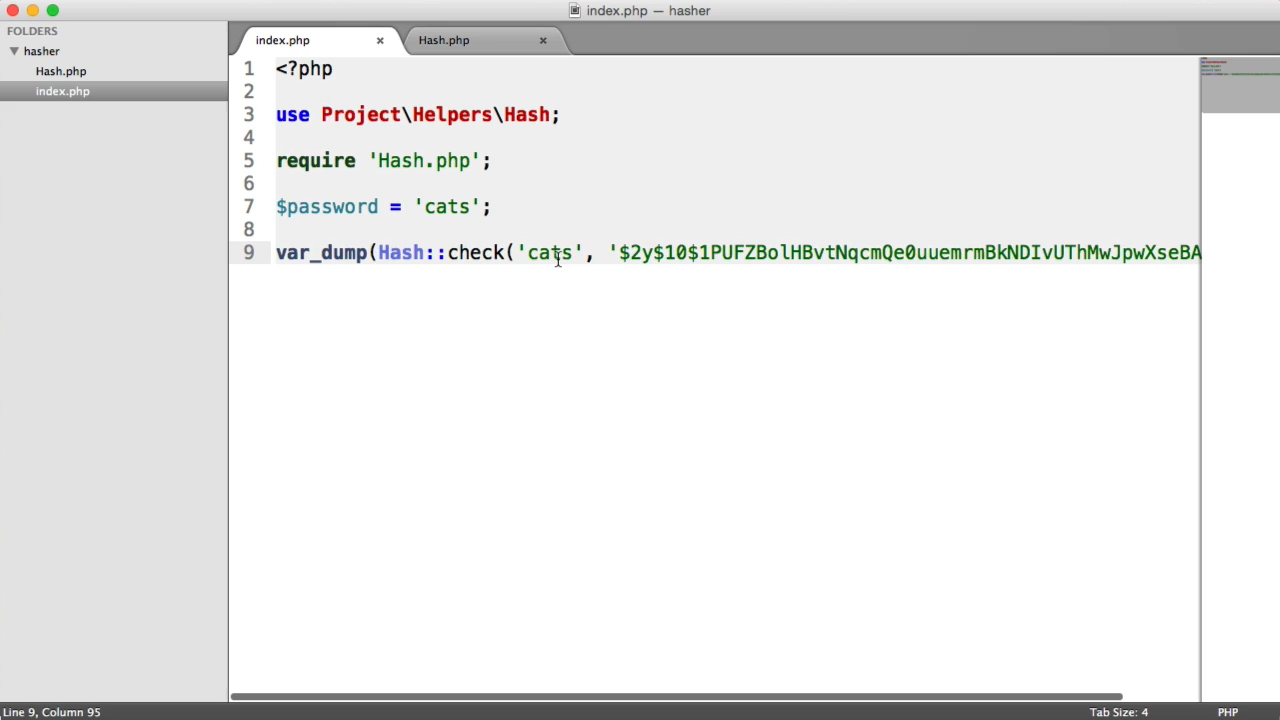 index.php — hasher
FOLDERS
hasher
Hash.php
index.php
index.php
Hash.php
1 <?php
2
3 use Project\Helpers\Hash;
4
5 require 'Hash.php';
6
7 $password = 'cats';
8
9 var_dump(Hash::check('cats', '$2y$10$1PUFZBolHBvtNqcmQe0uuemrmBkNDIvUThMwJpwXseBA
Line 9, Column 95
Tab Size: 4
PHP